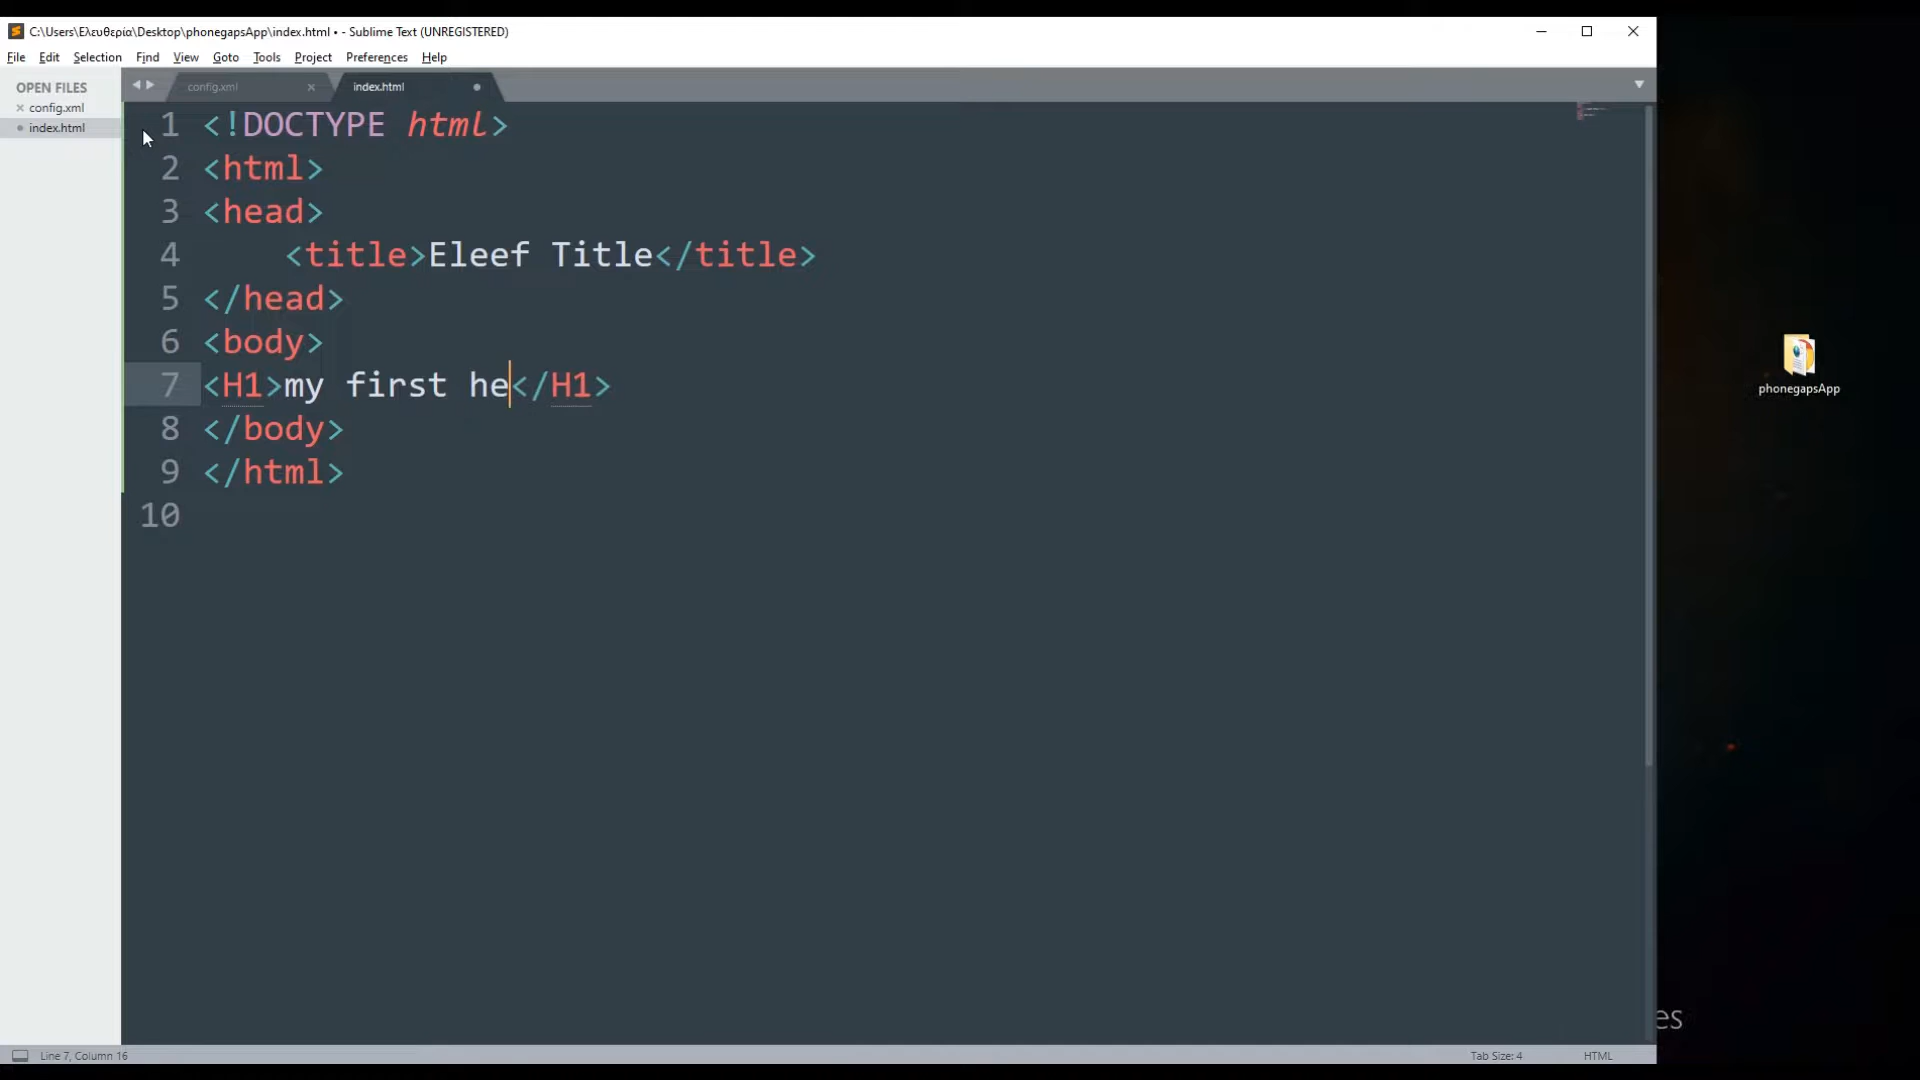 C:\Users\Ελευθερία\Desktop\phonegapsApp\index.html • - Sublime Text (UNREGISTERED)
File Edit Selection Find View Goto Tools Project Preferences Help
OPEN FILES
config.xml
index.html
config.xml index.html
1 <!DOCTYPE html>
2 <html>
3 <head>
4 <title>Eleef Title</title>
5 </head>
6 <body>
7 <H1>my first he</H1>
8 </body>
9 </html>
10
phonegapsApp
es
Line 7, Column 16
Tab Size: 4
HTML